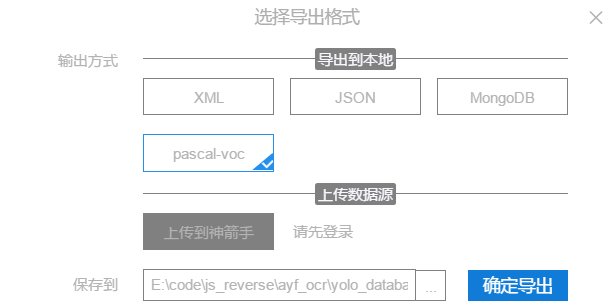 选择导出格式
输出方式
导出到本地
XML JSON MongoDB
pascal-voc
上传数据源
上传到神箭手 请先登录
保存到 E:\code\js_reverse\ayf_ocr\yolo_databa ... 确定导出